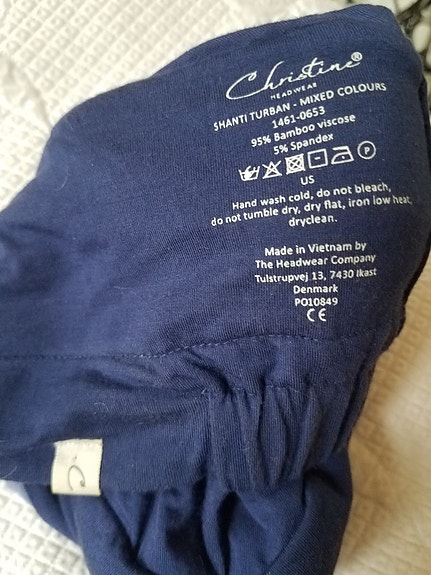 Christine®
HEADWEAR
SHANTI TURBAN - MIXED COLOURS
1461-0653
95% Bamboo viscose
5% Spandex
P
US
Hand wash cold, do not bleach,
do not tumble dry, dry flat, iron low heat,
dryclean.
Made in Vietnam by
The Headwear Company
Tulstrupvej 13, 7430 Ikast
Denmark
PO10849
CE
C